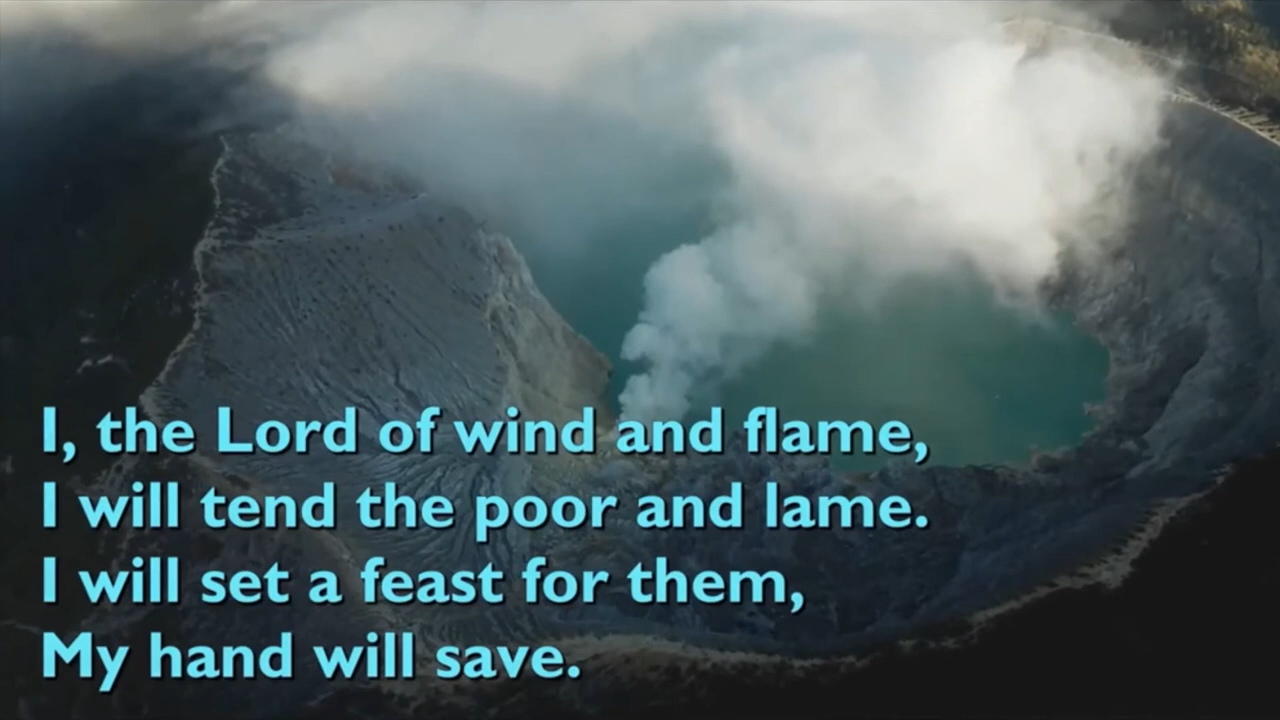 I, the Lord of wind and flame,
I will tend the poor and lame.
I will set a feast for them,
My hand will save.